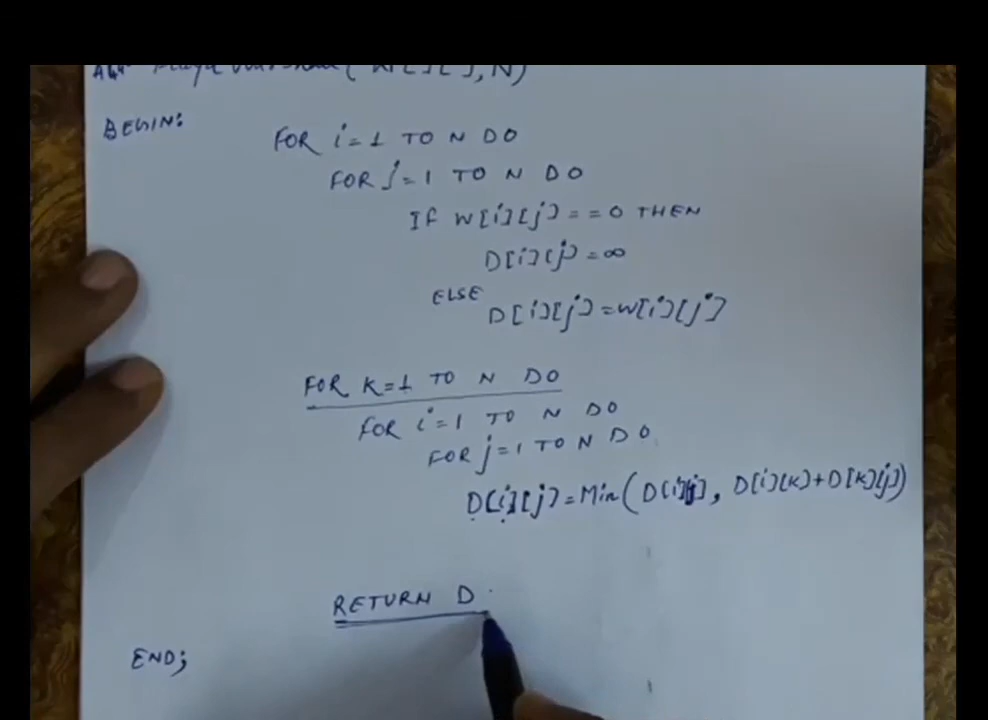 BEGIN:
FOR i=1 TO N DO
FOR j=1 TO N DO
If W[i][j]==0 THEN
D[i][j]=∞
ELSE
D[i][j]=W[i][j]
FOR K=1 TO N DO
FOR i=1 TO N DO
FOR j=1 TO N DO
D[i][j]=Min(D[i][j], D[i][K]+D[K][j])
RETURN D.
END;